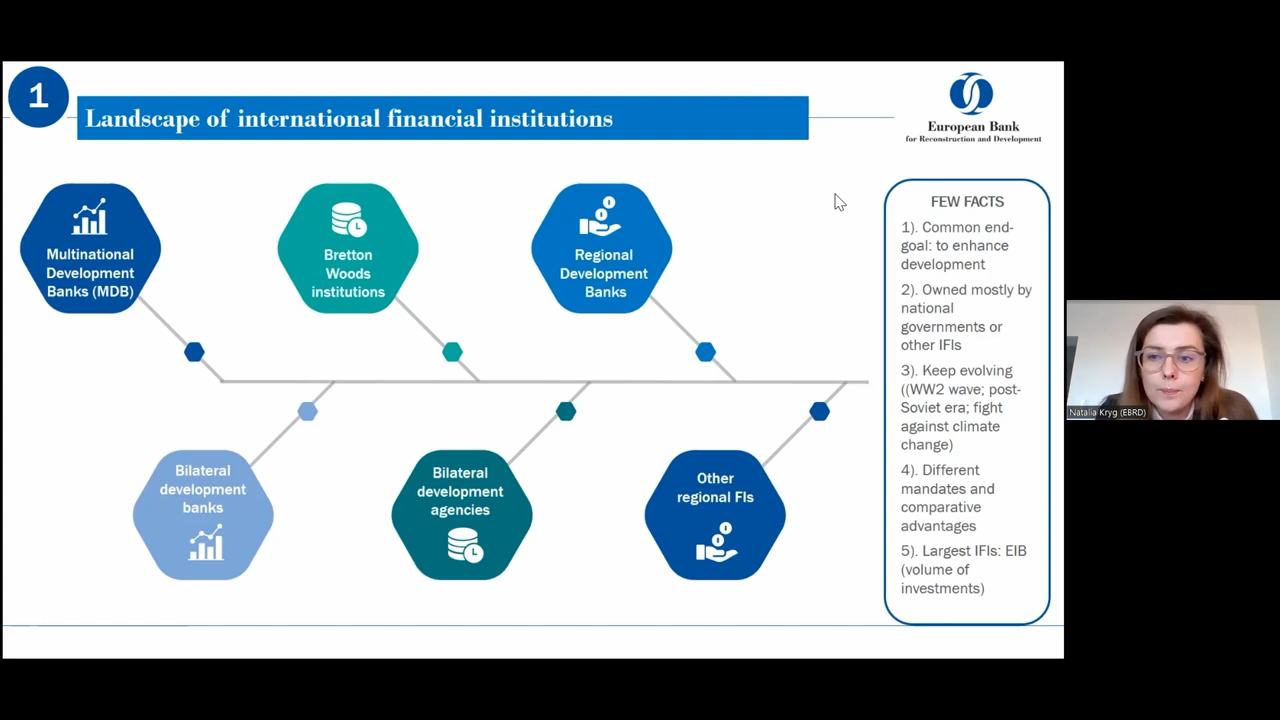 1
Landscape of international financial institutions
European Bank
for Reconstruction and Development
Multinational
Development
Banks (MDB)
Bretton
Woods
institutions
Regional
Development
Banks
Bilateral
development
banks
Bilateral
development
agencies
Other
regional FIs
FEW FACTS
1). Common end-
goal: to enhance
development
2). Owned mostly by
national
governments or
other IFIs
3). Keep evolving
((WW2 wave; post-
Soviet era; fight
against climate
change)
4). Different
mandates and
comparative
advantages
5). Largest IFIs: EIB
(volume of
investments)
Natalia Kryg (EBRD)